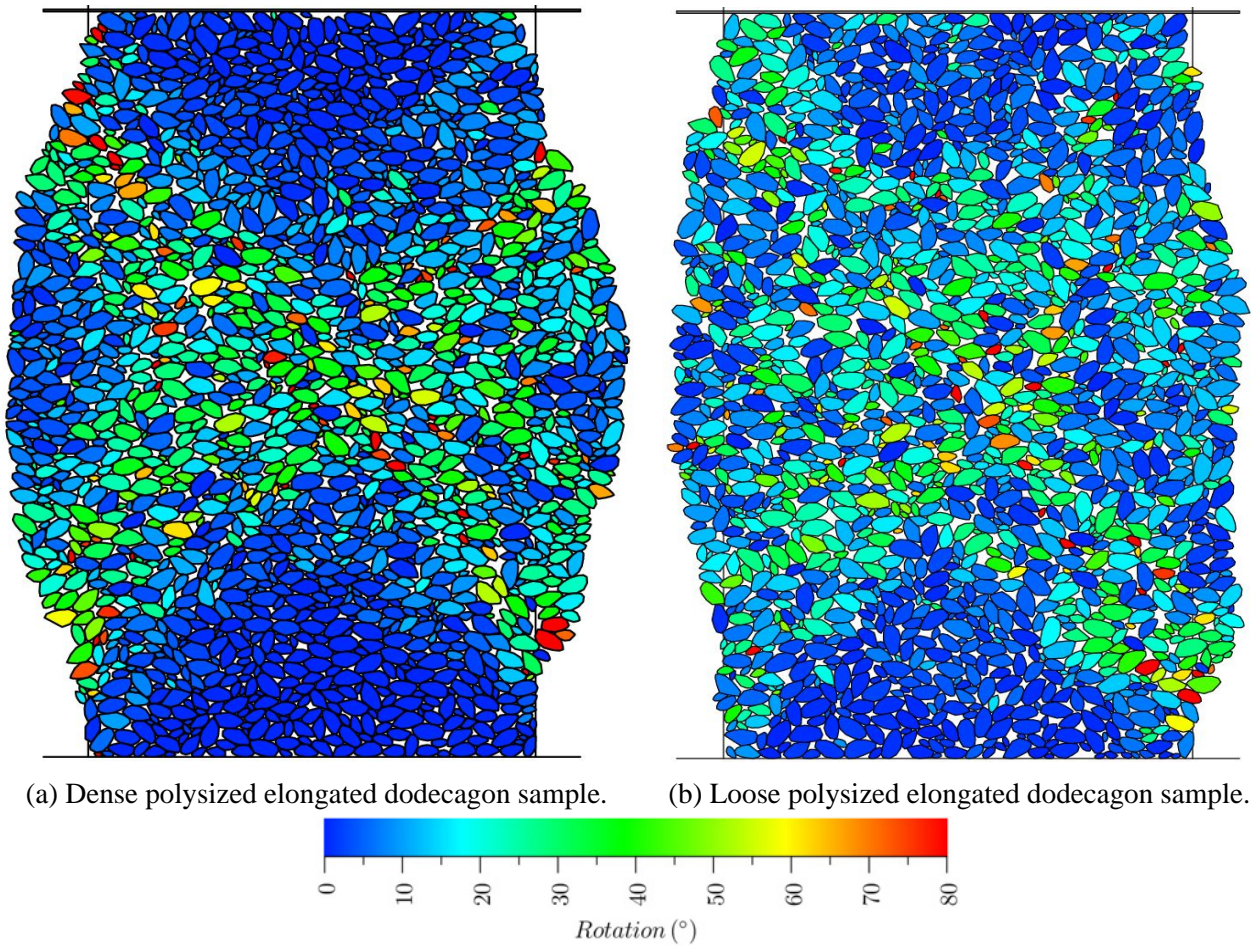 (a) Dense polysized elongated dodecagon sample.
(b) Loose polysized elongated dodecagon sample.
0 10 20 30 40 50 60 70 80
Rotation (°)